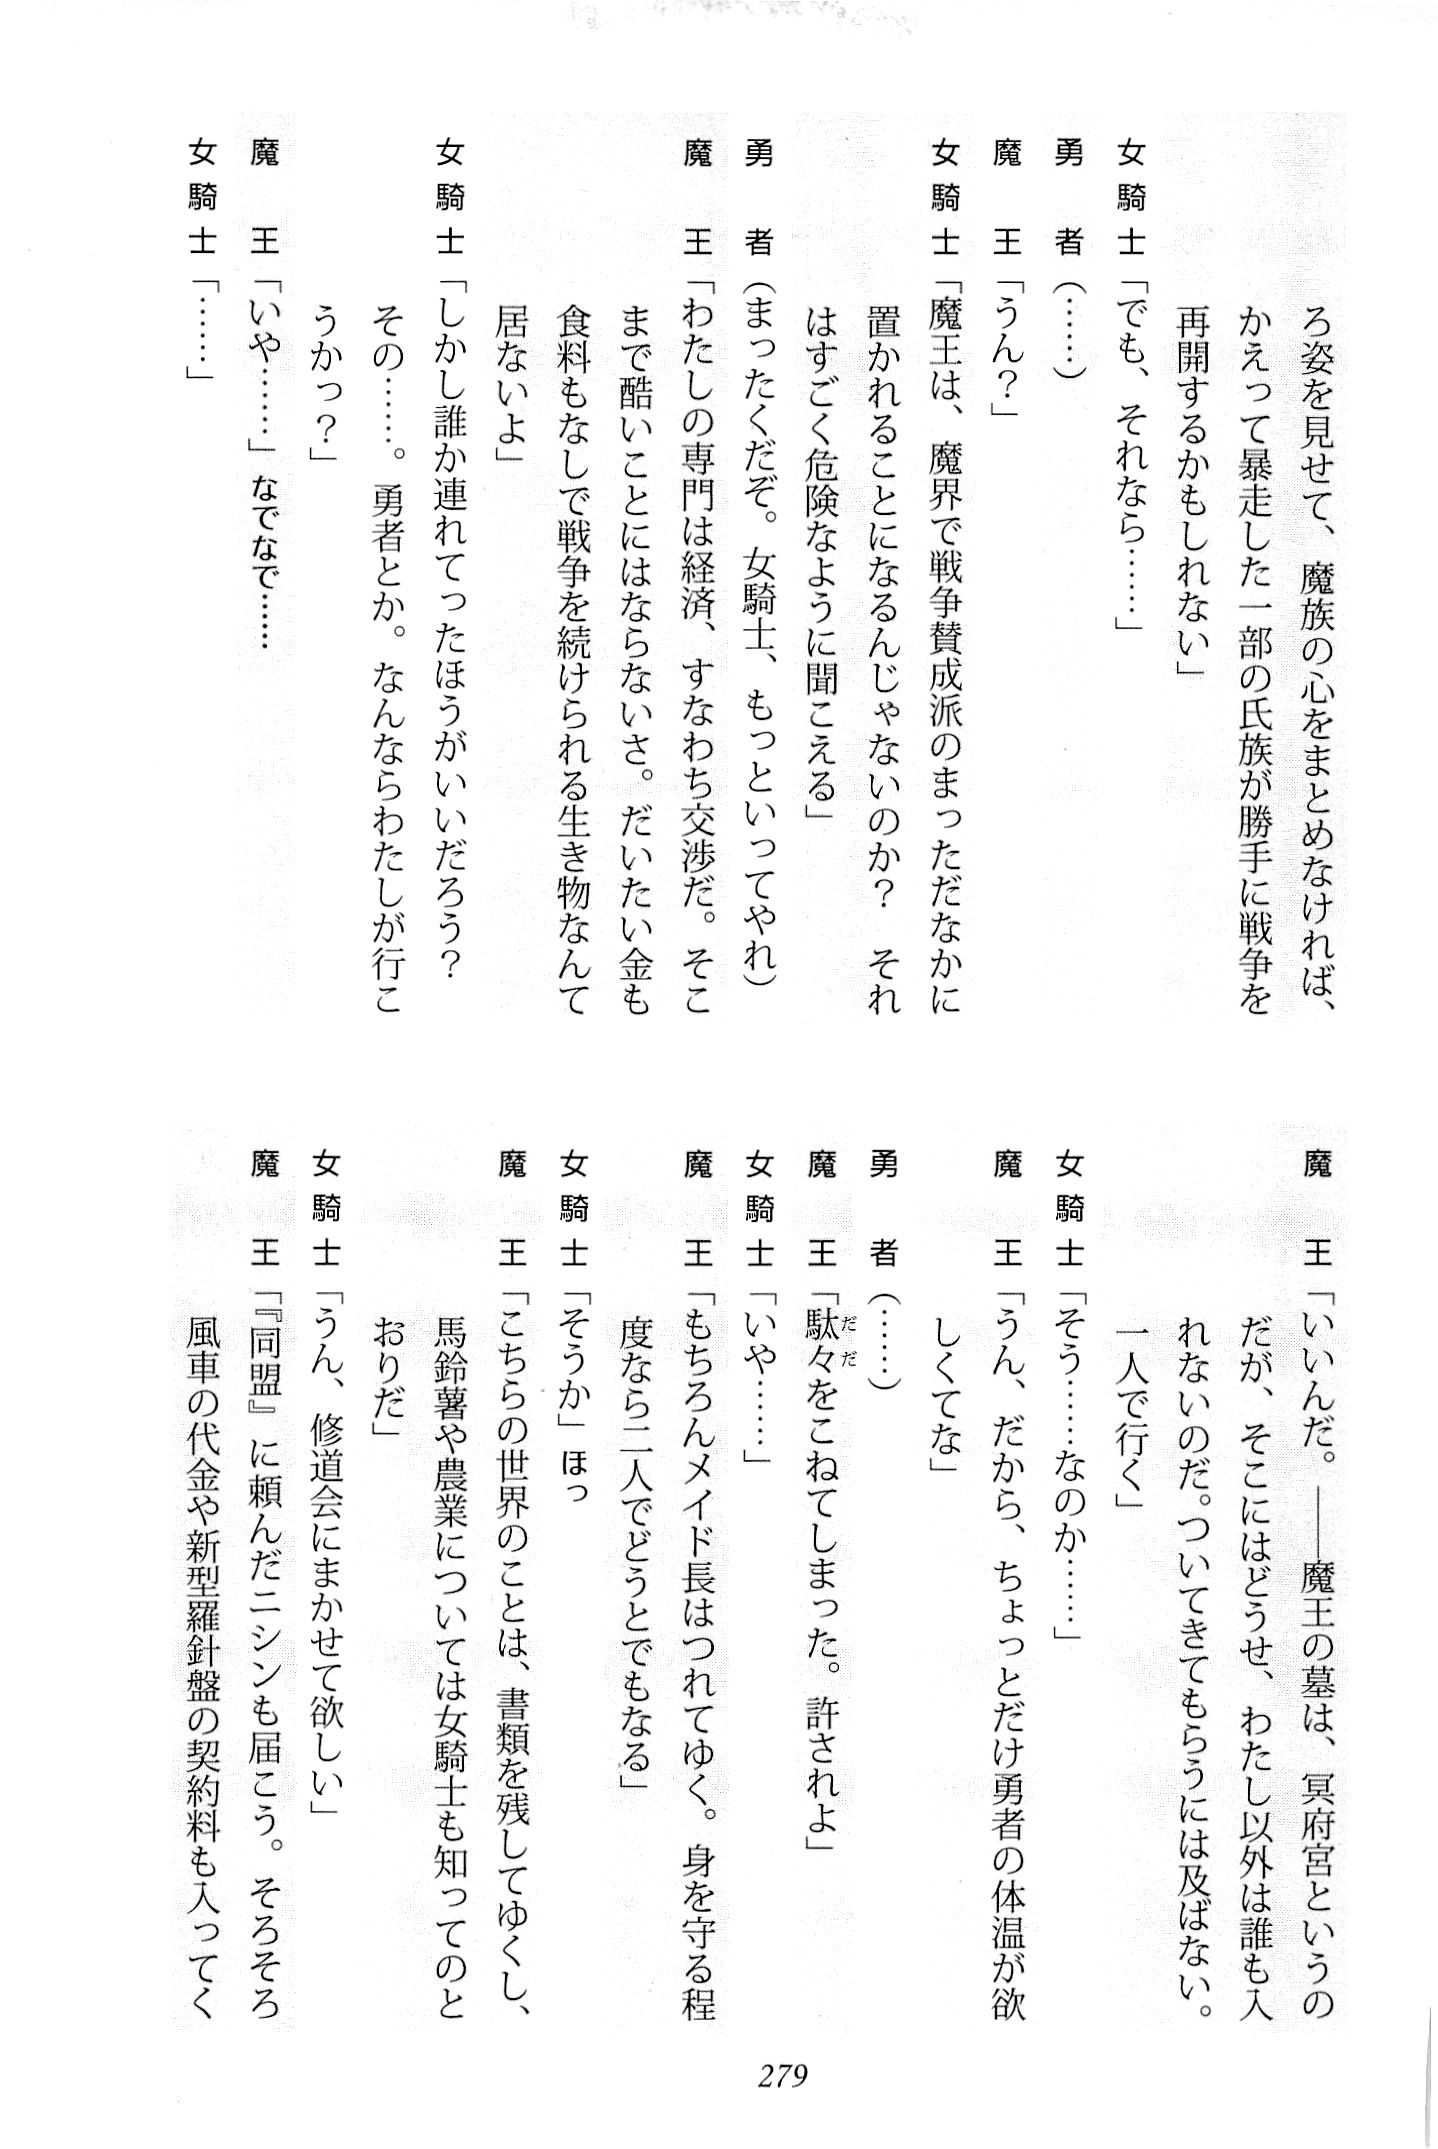 ろ姿を見せて、魔族の心をまとめなければ、
かえって暴走した一部の氏族が勝手に戦争を
再開するかもしれない」
女騎士「でも、それなら……」
勇者(……)
魔王「うん？」
女騎士「魔王は、魔界で戦争賛成派のまっただなかに
置かれることになるんじゃないのか？　それ
はすごく危険なように聞こえる」
勇者(まったくだぞ。女騎士、もっといってやれ)
魔王「わたしの専門は経済、すなわち交渉だ。そこ
まで酷いことにはならないさ。だいたい金も
食料もなしで戦争を続けられる生き物なんて
居ないよ」
女騎士「しかし誰か連れてったほうがいいだろう？
その……。勇者とか。なんならわたしが行こ
うかっ？」
魔王「いや……」なでなで……
女騎士「……」
魔王「いいんだ。――魔王の墓は、冥府宮というの
だが、そこにはどうせ、わたし以外は誰も入
れないのだ。ついてきてもらうには及ばない。
一人で行く」
女騎士「そう……なのか……」
魔王「うん、だから、ちょっとだけ勇者の体温が欲
しくてな」
勇者(……)
魔王「駄々をこねてしまった。許されよ」
女騎士「いや……」
魔王「もちろんメイド長はつれてゆく。身を守る程
度なら二人でどうとでもなる」
女騎士「そうか」ほっ
魔王「こちらの世界のことは、書類を残してゆくし、
馬鈴薯や農業については女騎士も知ってのと
おりだ」
女騎士「うん、修道会にまかせて欲しい」
魔王「『同盟』に頼んだニシンも届こう。そろそろ
風車の代金や新型羅針盤の契約料も入ってく
279